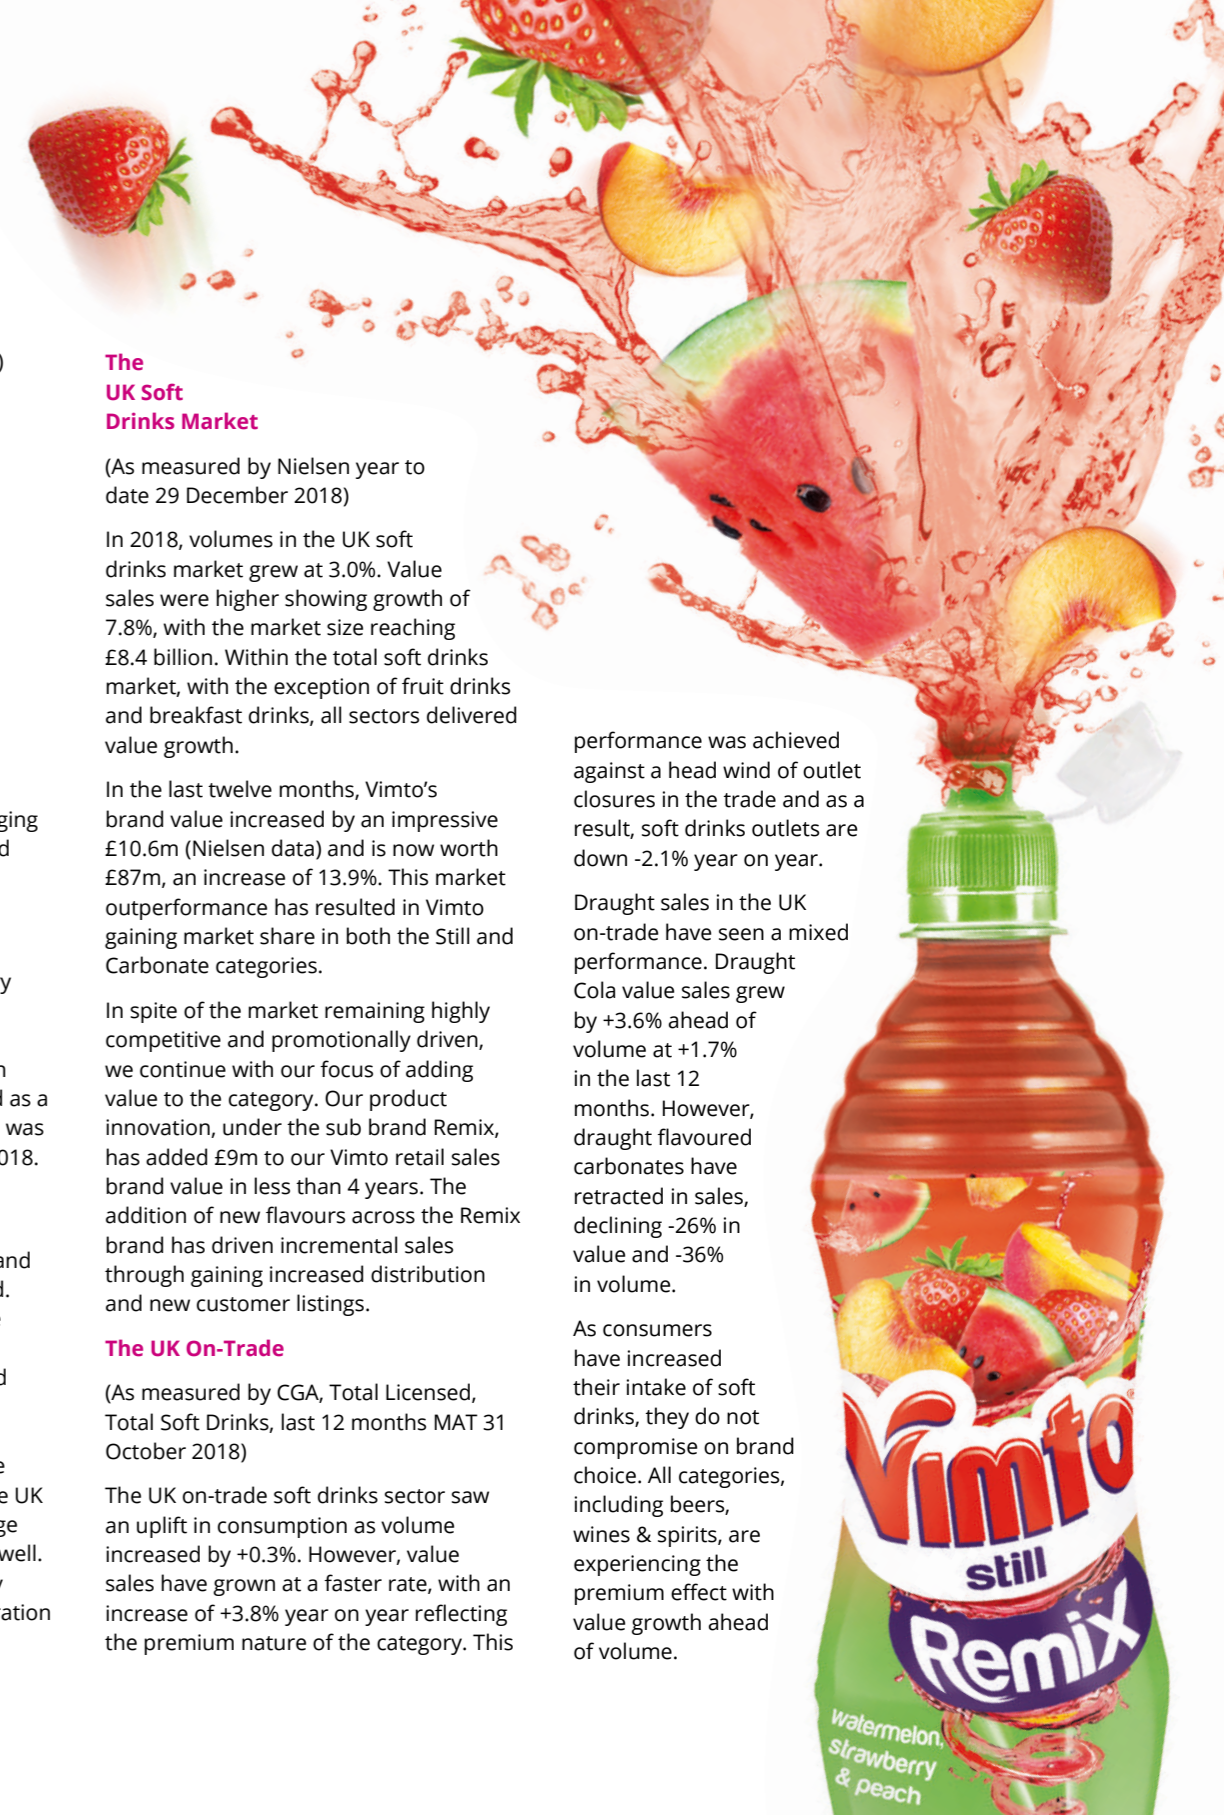 )
ging
d
y
n
d as a
was
018.
and
d.
e
d
e
e UK
ge
well.
y
ration
The
UK Soft
Drinks Market
(As measured by Nielsen year to
date 29 December 2018)
In 2018, volumes in the UK soft
drinks market grew at 3.0%. Value
sales were higher showing growth of
7.8%, with the market size reaching
£8.4 billion. Within the total soft drinks
market, with the exception of fruit drinks
and breakfast drinks, all sectors delivered
value growth.
In the last twelve months, Vimto’s
brand value increased by an impressive
£10.6m (Nielsen data) and is now worth
£87m, an increase of 13.9%. This market
outperformance has resulted in Vimto
gaining market share in both the Still and
Carbonate categories.
In spite of the market remaining highly
competitive and promotionally driven,
we continue with our focus of adding
value to the category. Our product
innovation, under the sub brand Remix,
has added £9m to our Vimto retail sales
brand value in less than 4 years. The
addition of new flavours across the Remix
brand has driven incremental sales
through gaining increased distribution
and new customer listings.
The UK On-Trade
(As measured by CGA, Total Licensed,
Total Soft Drinks, last 12 months MAT 31
October 2018)
The UK on-trade soft drinks sector saw
an uplift in consumption as volume
increased by +0.3%. However, value
sales have grown at a faster rate, with an
increase of +3.8% year on year reflecting
the premium nature of the category. This
performance was achieved
against a head wind of outlet
closures in the trade and as a
result, soft drinks outlets are
down -2.1% year on year.
Draught sales in the UK
on-trade have seen a mixed
performance. Draught
Cola value sales grew
by +3.6% ahead of
volume at +1.7%
in the last 12
months. However,
draught flavoured
carbonates have
retracted in sales,
declining -26% in
value and -36%
in volume.
As consumers
have increased
their intake of soft
drinks, they do not
compromise on brand
choice. All categories,
including beers,
wines & spirits, are
experiencing the
premium effect with
value growth ahead
of volume.
Vimto®
still
Remix
watermelon,
strawberry
& peach